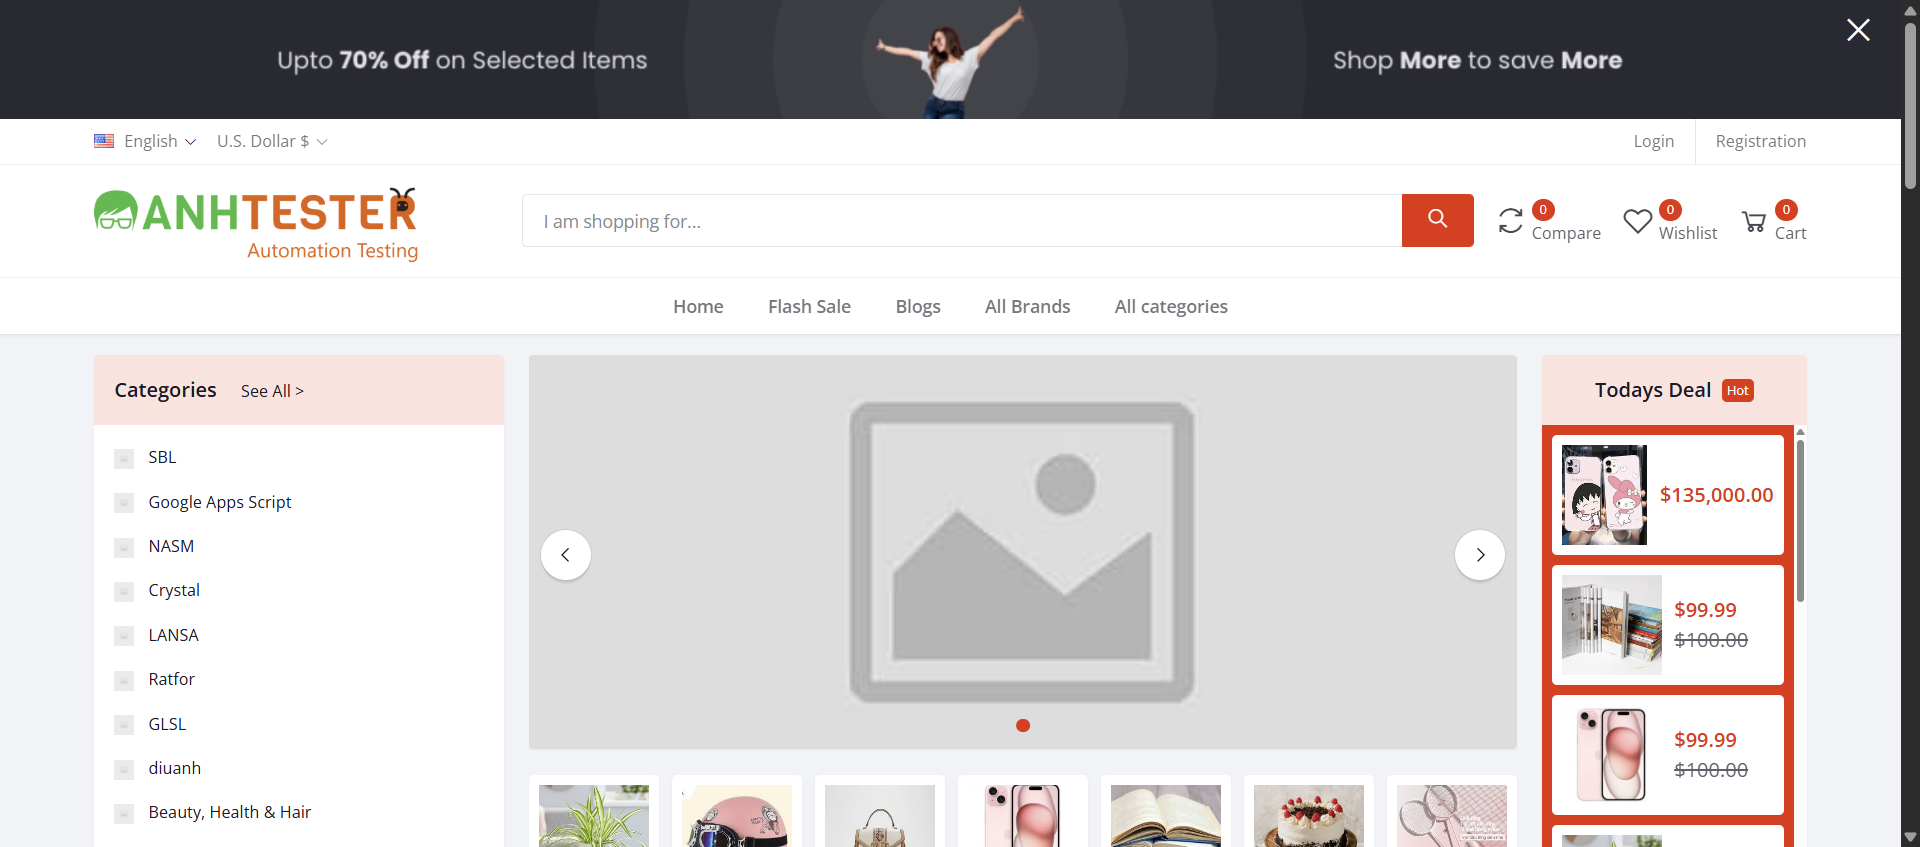 Upto 70% Off on Selected Items
Shop More to save More
English
U.S. Dollar $
Login
Registration
ANHTESTER
Automation Testing
I am shopping for...
0
Compare
0
Wishlist
0
Cart
Home
Flash Sale
Blogs
All Brands
All categories
Categories
See All >
SBL
Google Apps Script
NASM
Crystal
LANSA
Ratfor
GLSL
diuanh
Beauty, Health & Hair
Todays Deal
Hot
$135,000.00
$99.99
$100.00
$99.99
$100.00